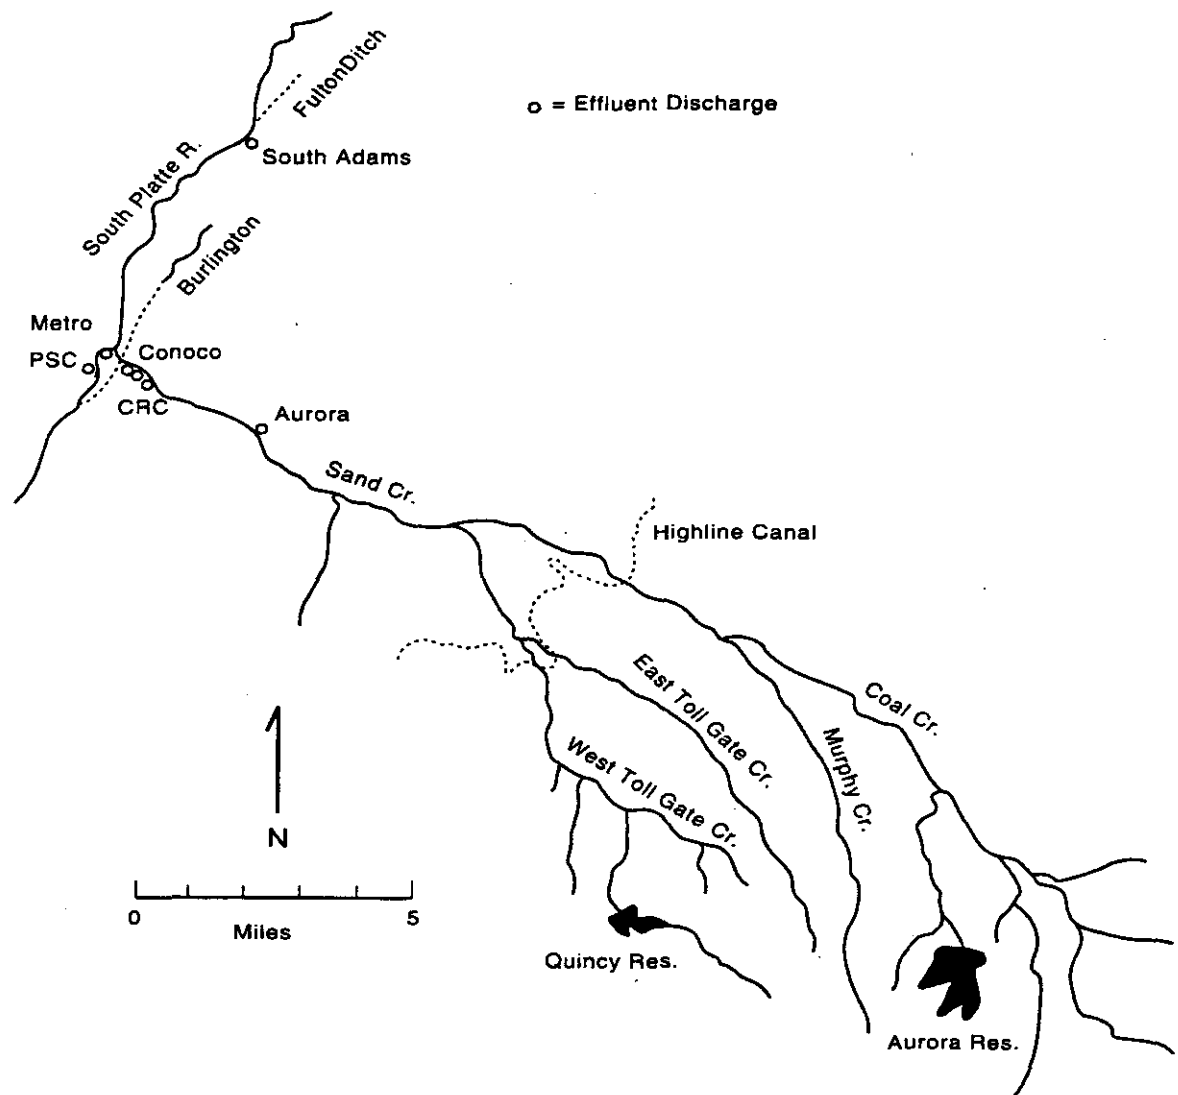 FultonDitch
o = Effluent Discharge
South Adams
South Platte R.
Burlington
Metro
PSC
Conoco
CRC
Aurora
Sand Cr.
Highline Canal
East Toll Gate Cr.
Coal Cr.
Murphy Cr.
West Toll Gate Cr.
N
0 5
Miles
Quincy Res.
Aurora Res.